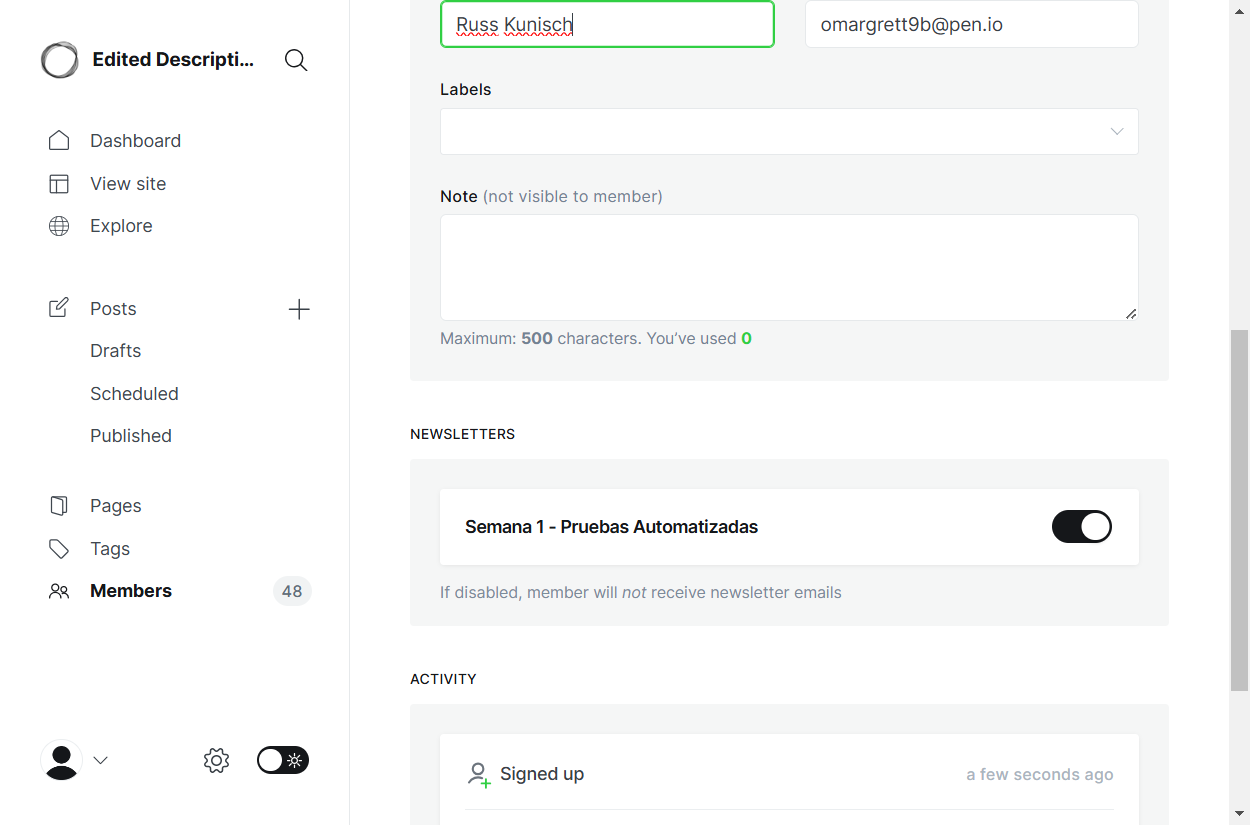 Edited Descripti...
Dashboard
View site
Explore
Posts
Drafts
Scheduled
Published
Pages
Tags
Members 48
Russ Kunisch omargrett9b@pen.io
Labels
Note (not visible to member)
Maximum: 500 characters. You’ve used 0
NEWSLETTERS
Semana 1 - Pruebas Automatizadas
If disabled, member will not receive newsletter emails
ACTIVITY
Signed up a few seconds ago